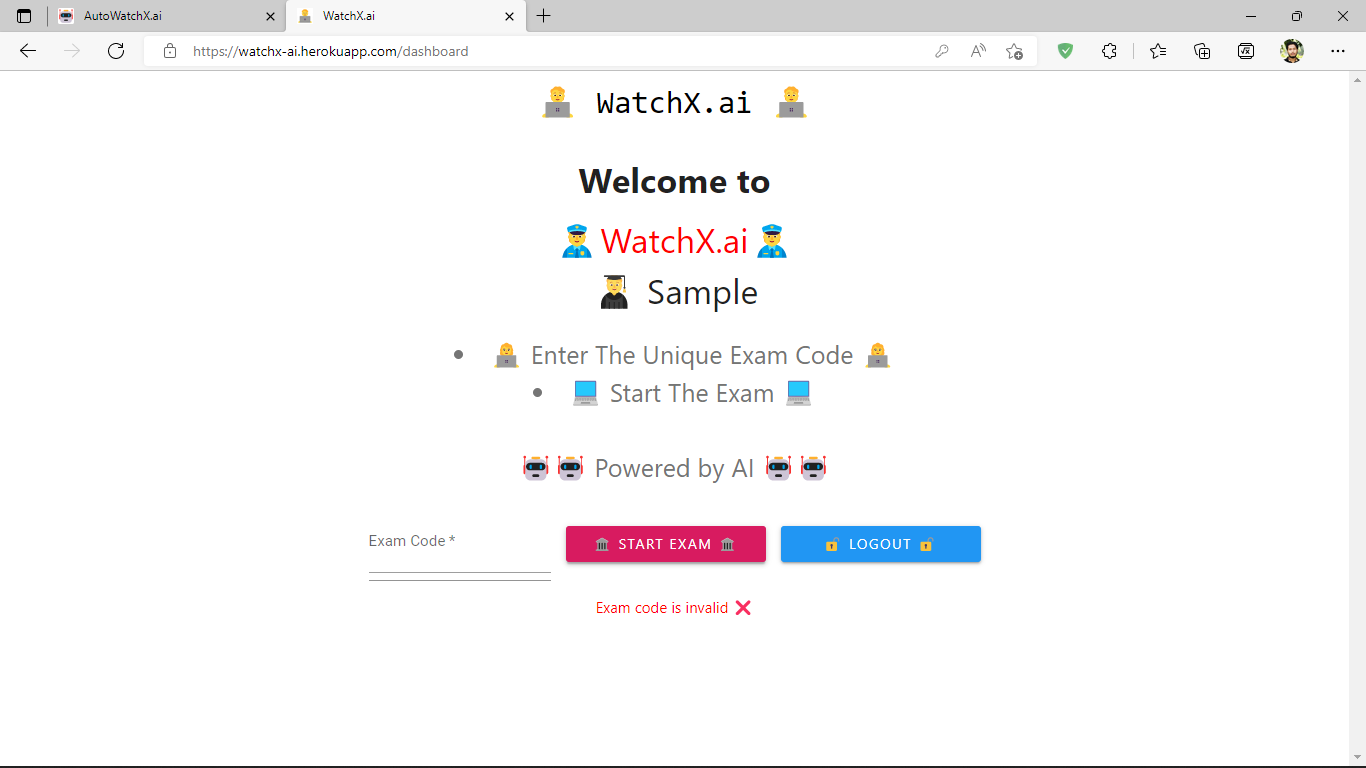 AutoWatchX.ai
WatchX.ai
https://watchx-ai.herokuapp.com/dashboard
WatchX.ai
Welcome to
WatchX.ai
Sample
Enter The Unique Exam Code
Start The Exam
Powered by AI
Exam Code *
START EXAM
LOGOUT
Exam code is invalid